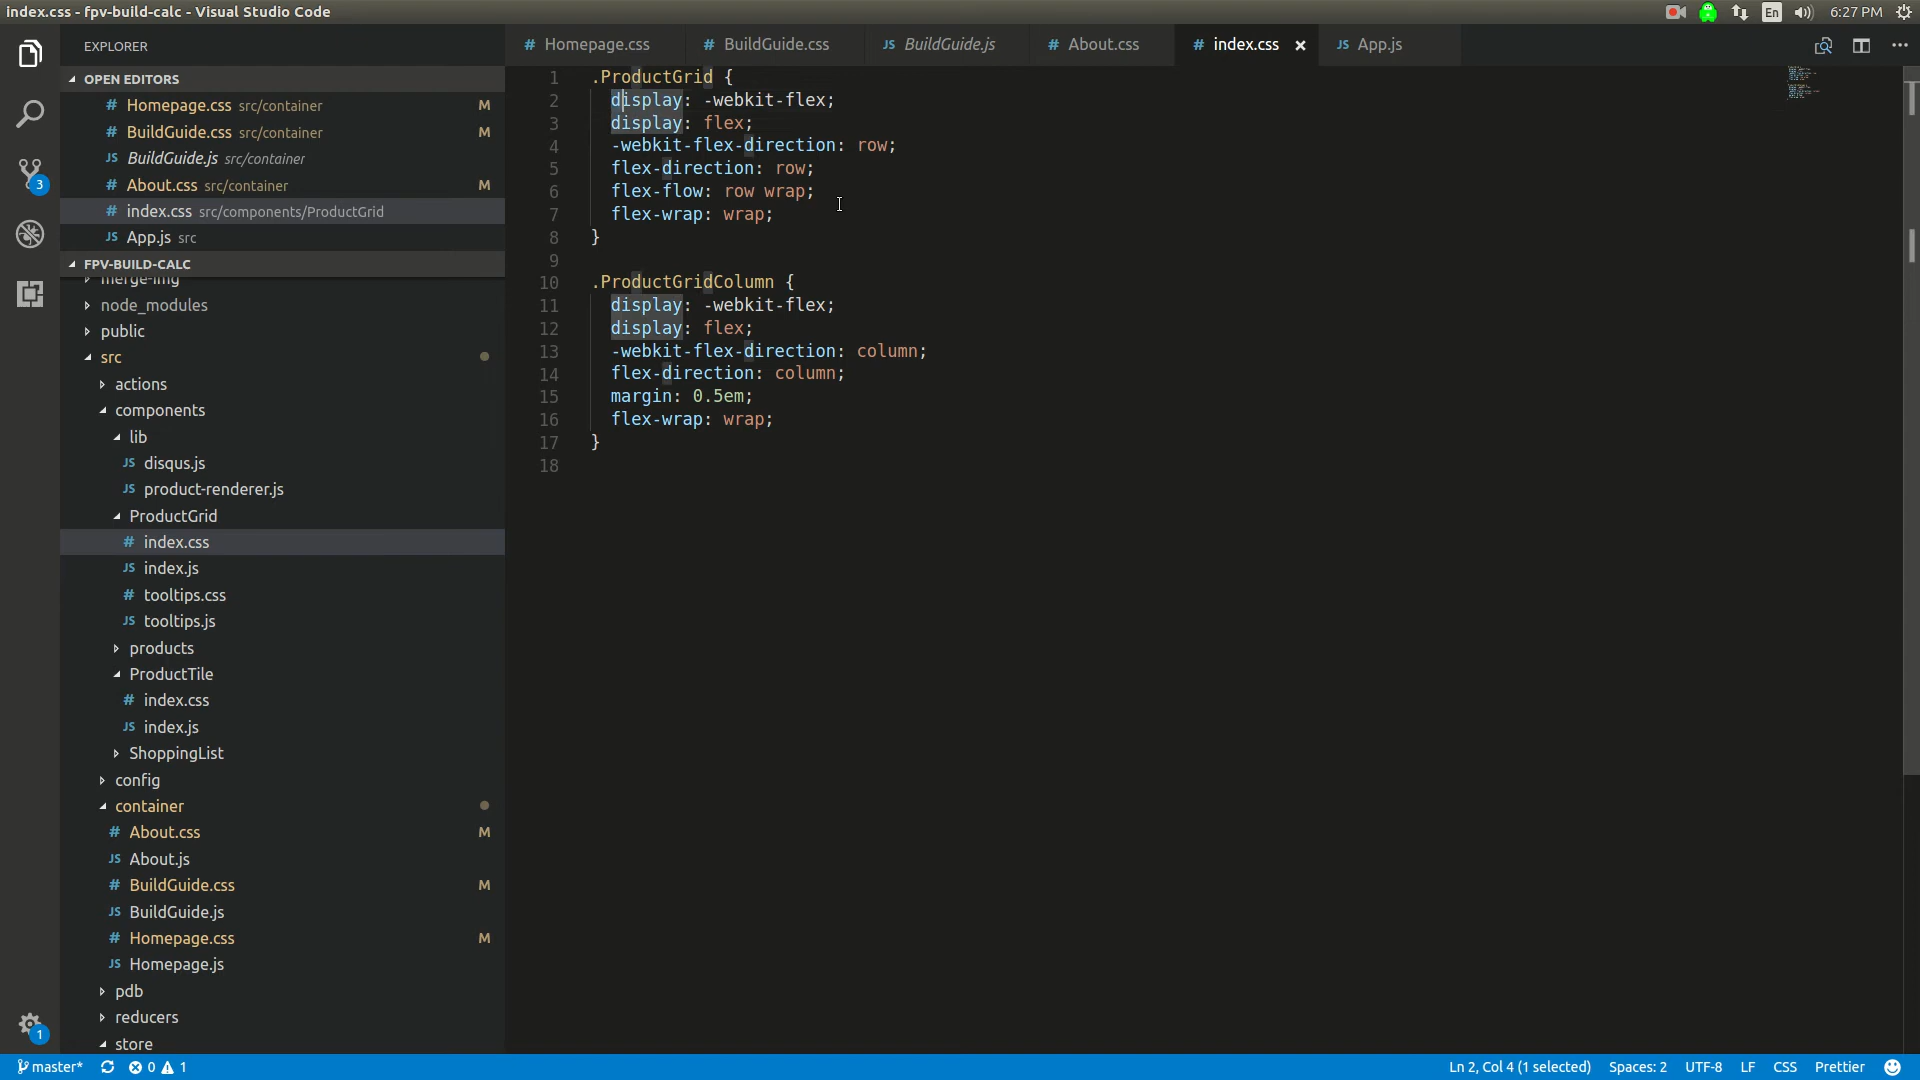 index.css - fpv-build-calc - Visual Studio Code
En
6:27 PM
EXPLORER
# Homepage.css
# BuildGuide.css
JS BuildGuide.js
# About.css
# index.css ×
JS App.js
OPEN EDITORS
# Homepage.css src/container M
# BuildGuide.css src/container M
JS BuildGuide.js src/container
# About.css src/container M
# index.css src/components/ProductGrid
JS App.js src
FPV-BUILD-CALC
merge-img
node_modules
public
src
actions
components
lib
JS disqus.js
JS product-renderer.js
ProductGrid
# index.css
JS index.js
# tooltips.css
JS tooltips.js
products
ProductTile
# index.css
JS index.js
ShoppingList
config
container
# About.css M
JS About.js
# BuildGuide.css M
JS BuildGuide.js
# Homepage.css M
JS Homepage.js
pdb
reducers
store
3
1
1 .ProductGrid {
2 display: -webkit-flex;
3 display: flex;
4 -webkit-flex-direction: row;
5 flex-direction: row;
6 flex-flow: row wrap;
7 flex-wrap: wrap;
8 }
9
10 .ProductGridColumn {
11 display: -webkit-flex;
12 display: flex;
13 -webkit-flex-direction: column;
14 flex-direction: column;
15 margin: 0.5em;
16 flex-wrap: wrap;
17 }
18
master* 0 1
Ln 2, Col 4 (1 selected) Spaces: 2 UTF-8 LF CSS Prettier